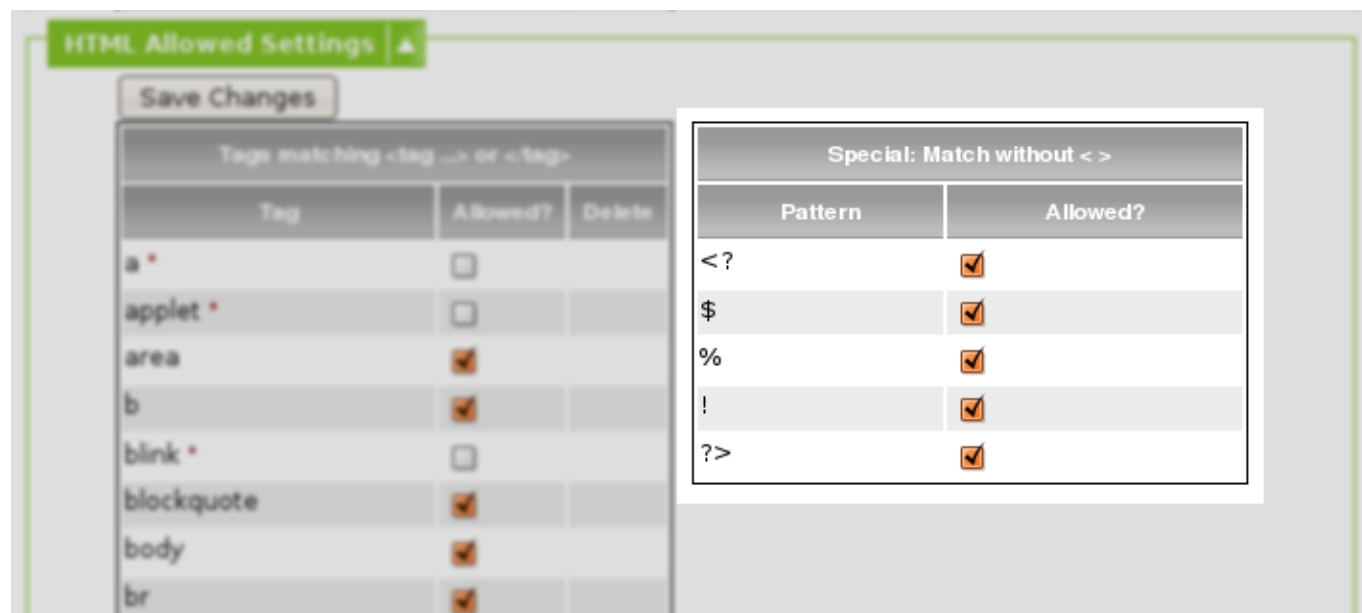 HTML Allowed Settings
Save Changes
Tags matching <tag ...> or </tag>
Tag Allowed? Delete
a *
applet *
area
b
blink *
blockquote
body
br
Special: Match without < >
Pattern Allowed?
<?
$
%
!
?>